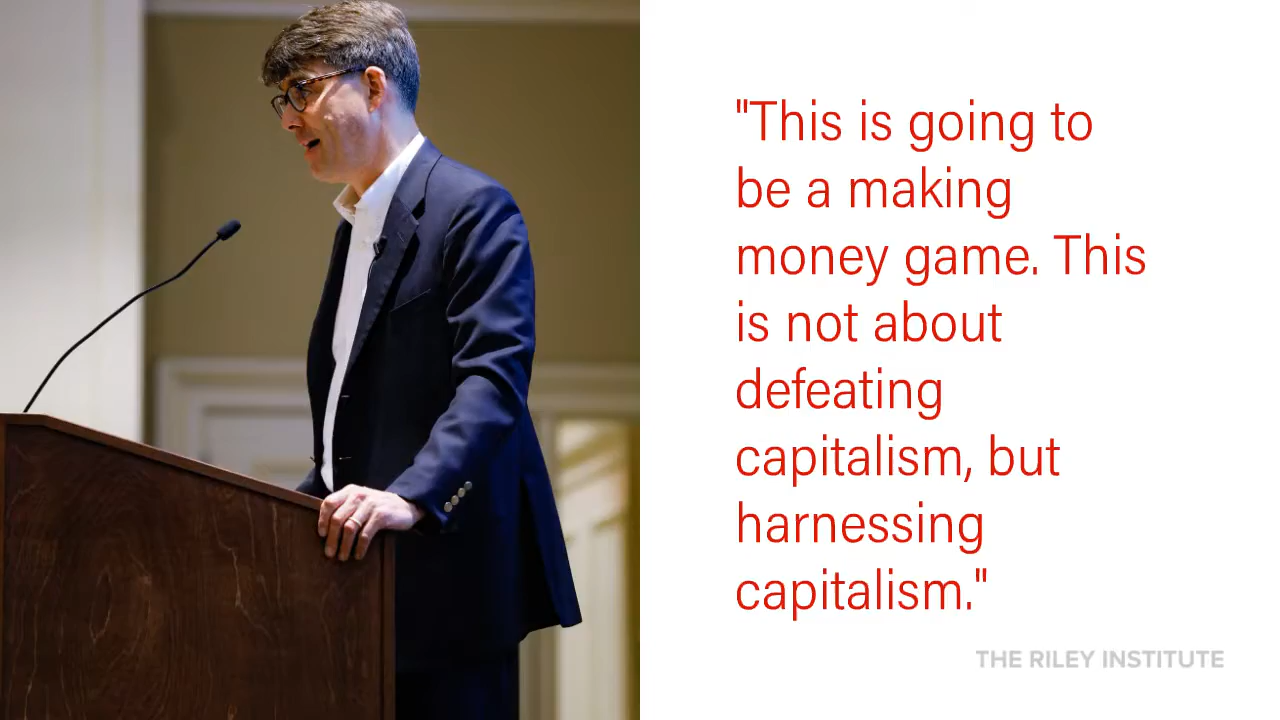 "This is going to
be a making
money game. This
is not about
defeating
capitalism, but
harnessing
capitalism."
THE RILEY INSTITUTE